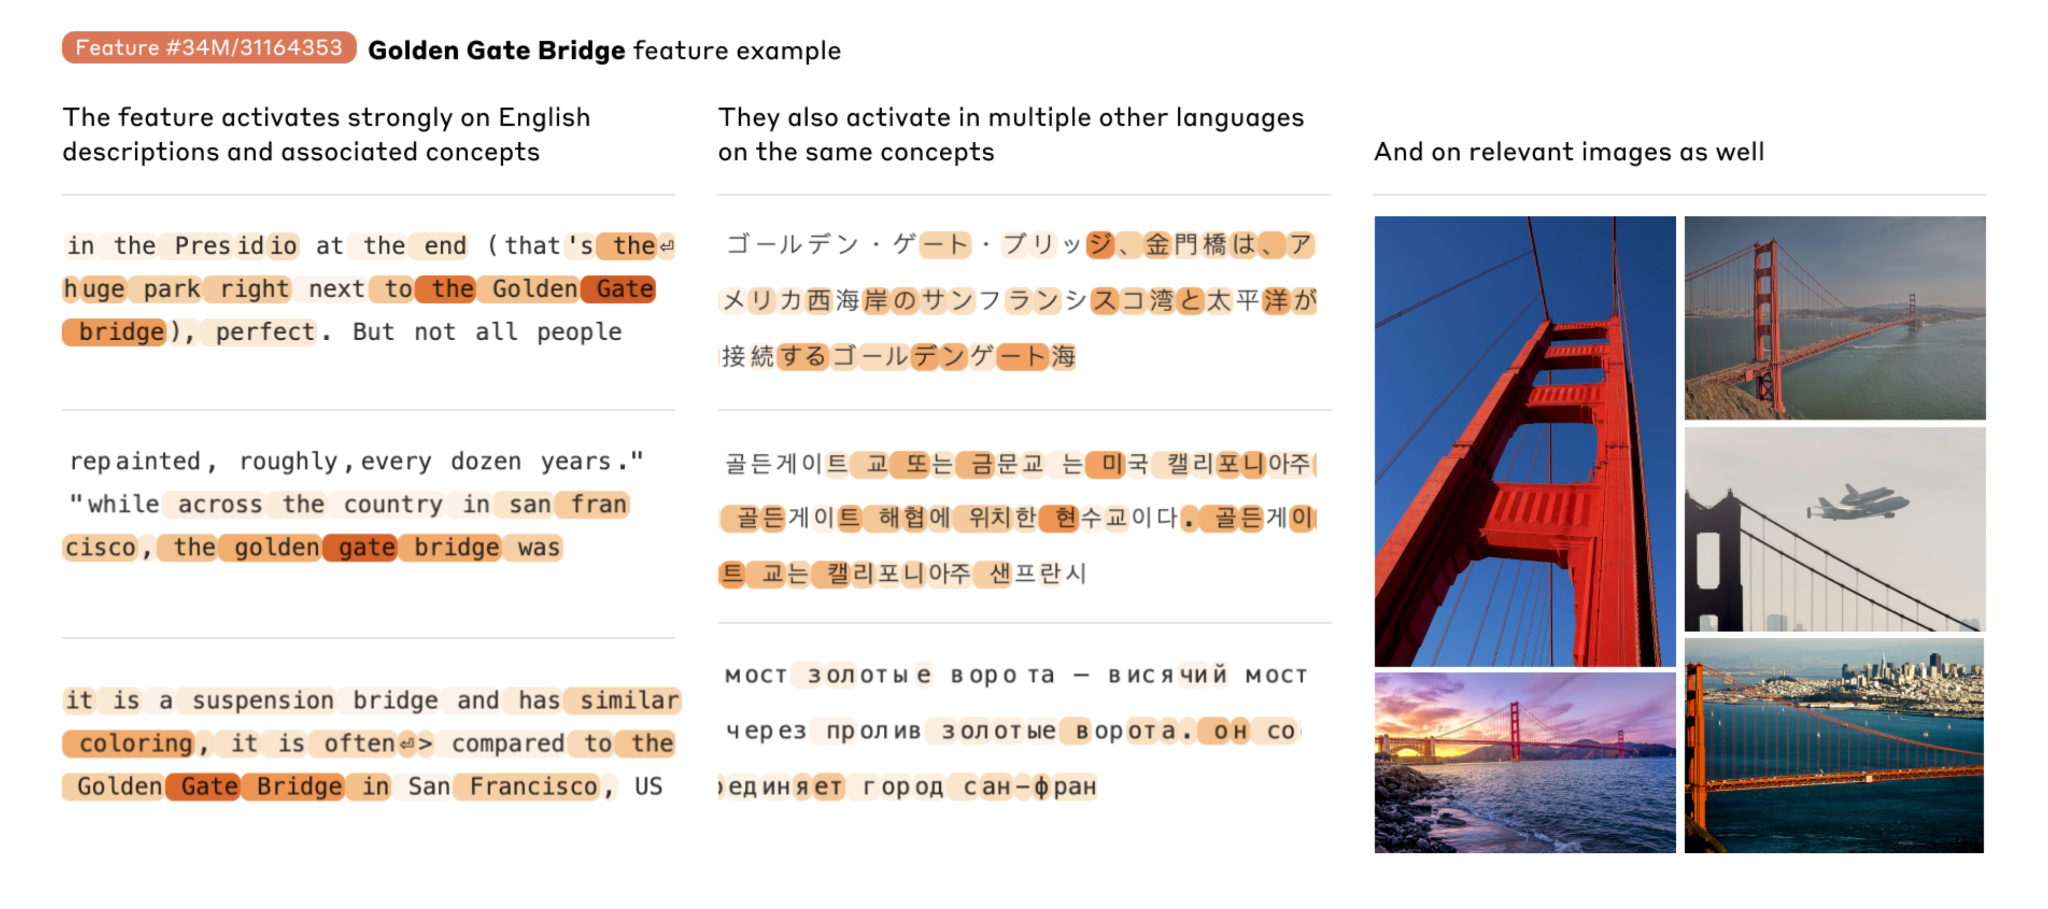 Feature #34M/31164353 Golden Gate Bridge feature example
The feature activates strongly on English
descriptions and associated concepts
in the Presidio at the end (that's the⏎
huge park right next to the Golden Gate
bridge), perfect. But not all people
repainted, roughly,every dozen years."
"while across the country in san fran
cisco, the golden gate bridge was
it is a suspension bridge and has similar
coloring, it is often⏎> compared to the
Golden Gate Bridge in San Francisco, US
They also activate in multiple other languages
on the same concepts
ゴールデン・ゲート・ブリッジ、金門橋は、ア
メリカ西海岸のサンフランシスコ湾と太平洋が
接続するゴールデンゲート海
골든게이트 교 또는 금문교 는 미국 캘리포니아주
골든게이트 해협에 위치한 현수교이다. 골든게이
트 교는 캘리포니아주 샌프란시
мост золотые ворота – висячий мост
через пролив золотые ворота. он со
единяет город сан-фран
And on relevant images as well